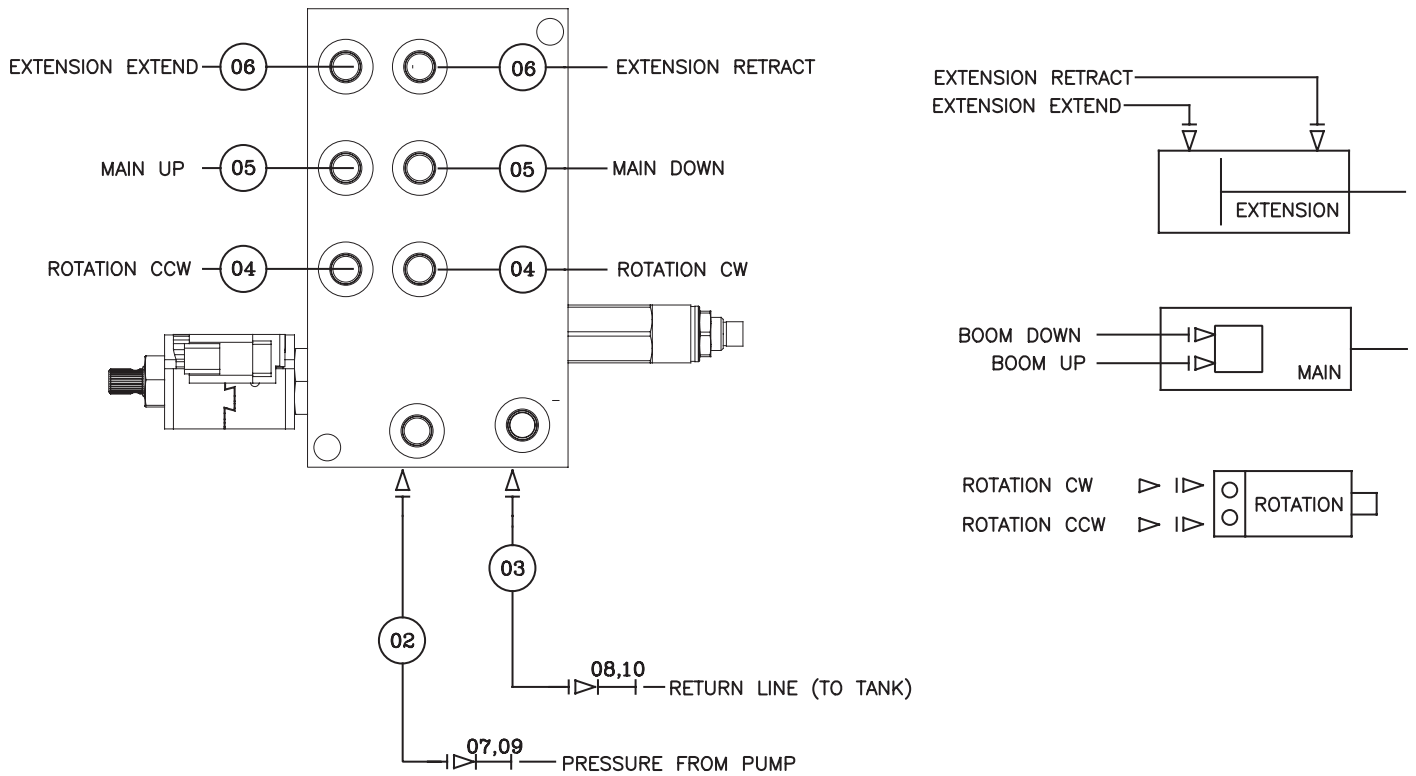 EXTENSION EXTEND 06 06 EXTENSION RETRACT
MAIN UP 05 05 MAIN DOWN
ROTATION CCW 04 04 ROTATION CW
03
02
08,10
RETURN LINE (TO TANK)
07,09
PRESSURE FROM PUMP
EXTENSION RETRACT
EXTENSION EXTEND
EXTENSION
BOOM DOWN
BOOM UP
MAIN
ROTATION CW
ROTATION CCW
ROTATION